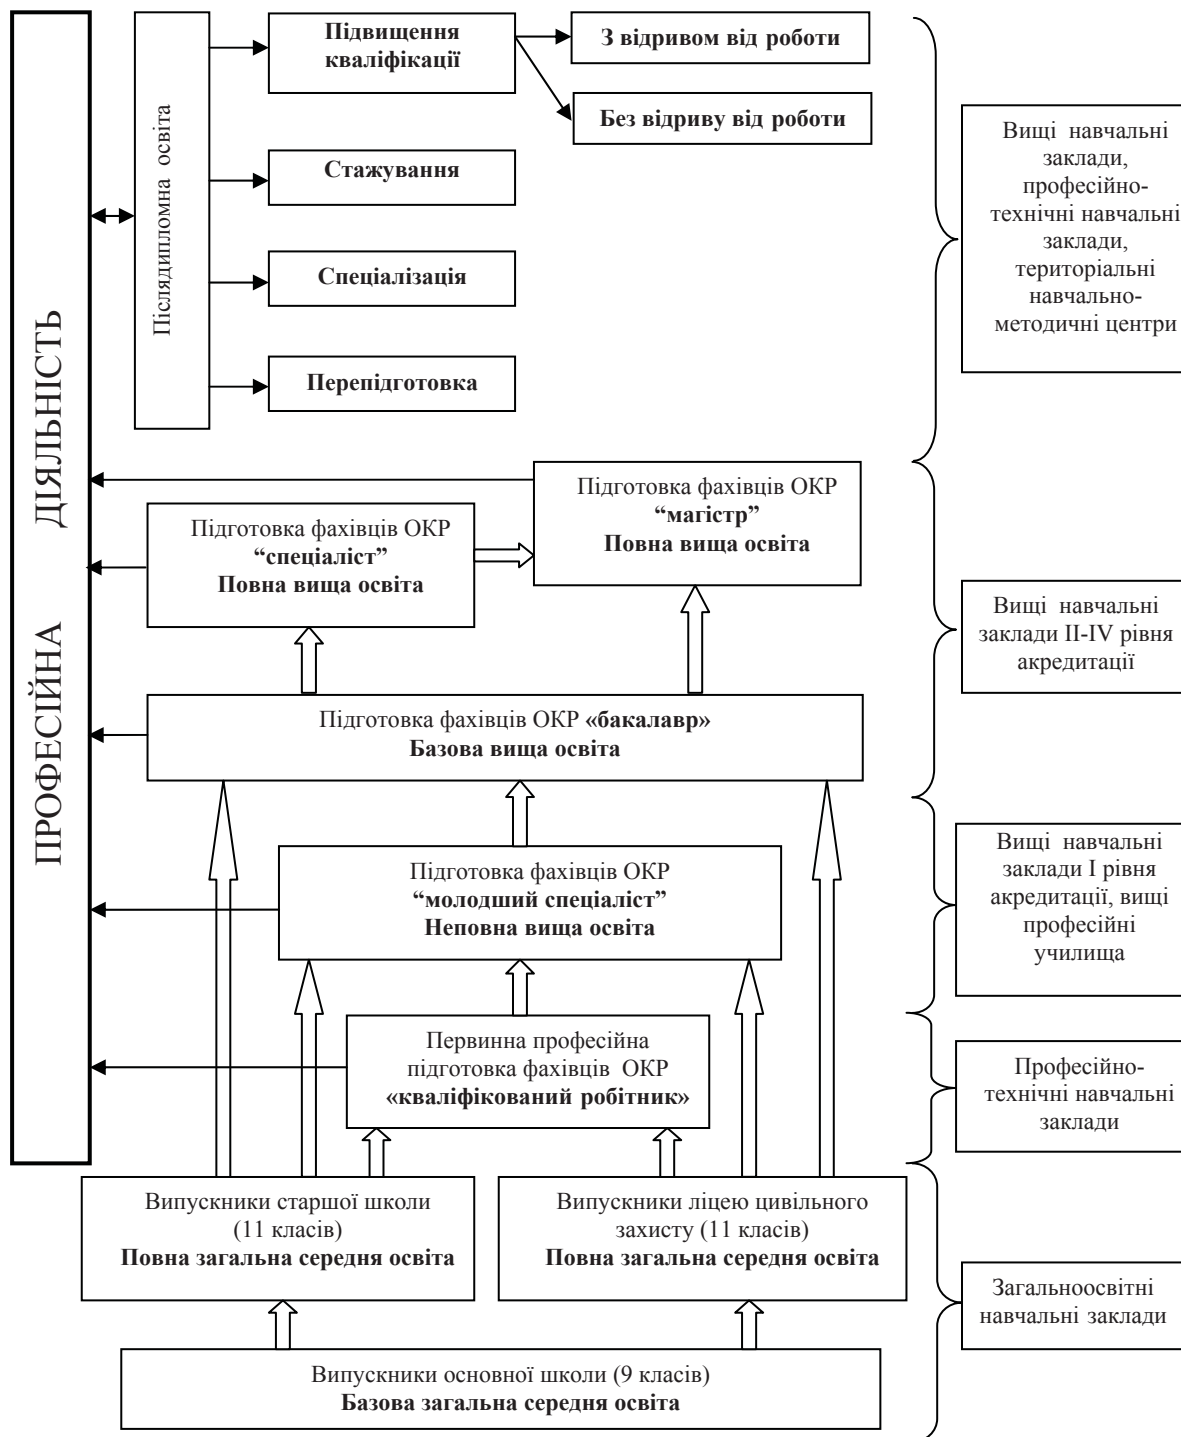 ПРОФЕСІЙНА ДІЯЛЬНІСТЬ
Післядипломна освіта
Підвищення
кваліфікації
З відривом від роботи
Без відриву від роботи
Стажування
Спеціалізація
Перепідготовка
Вищі навчальні
заклади,
професійно-
технічні навчальні
заклади,
територіальні
навчально-
методичні центри
Підготовка фахівців ОКР
“магістр”
Повна вища освіта
Підготовка фахівців ОКР
“спеціаліст”
Повна вища освіта
Вищі навчальні
заклади ІІ-ІV рівня
акредитації
Підготовка фахівців ОКР «бакалавр»
Базова вища освіта
Підготовка фахівців ОКР
“молодший спеціаліст”
Неповна вища освіта
Вищі навчальні
заклади І рівня
акредитації, вищі
професійні
училища
Первинна професійна
підготовка фахівців ОКР
«кваліфікований робітник»
Професійно-
технічні навчальні
заклади
Випускники старшої школи
(11 класів)
Повна загальна середня освіта
Випускники ліцею цивільного
захисту (11 класів)
Повна загальна середня освіта
Загальноосвітні
навчальні заклади
Випускники основної школи (9 класів)
Базова загальна середня освіта